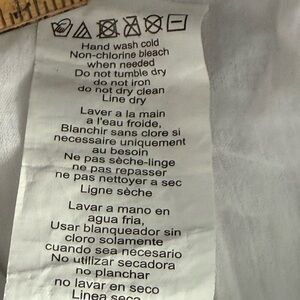 Hand wash cold
Non-chlorine bleach
when needed
Do not tumble dry
do not iron
do not dry clean
Line dry
Laver a la main
a l'eau froide,
Blanchir sans clore si
necessaire uniquement
au besoin
Ne pas sèche-linge
ne pas repasser
ne pas nettoyer a sec
Ligne sèche
Lavar a mano en
agua fria,
Usar blanqueador sin
cloro solamente
cuando sea necesario
No utilizar secadora
no planchar
no lavar en seco
Linea seca